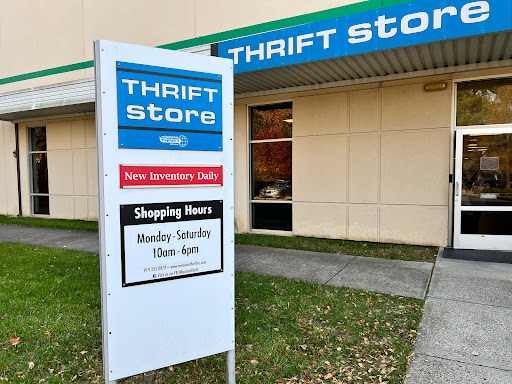 THRIFT store
THRIFT
store
New Inventory Daily
Shopping Hours
Monday - Saturday
10am - 6pm